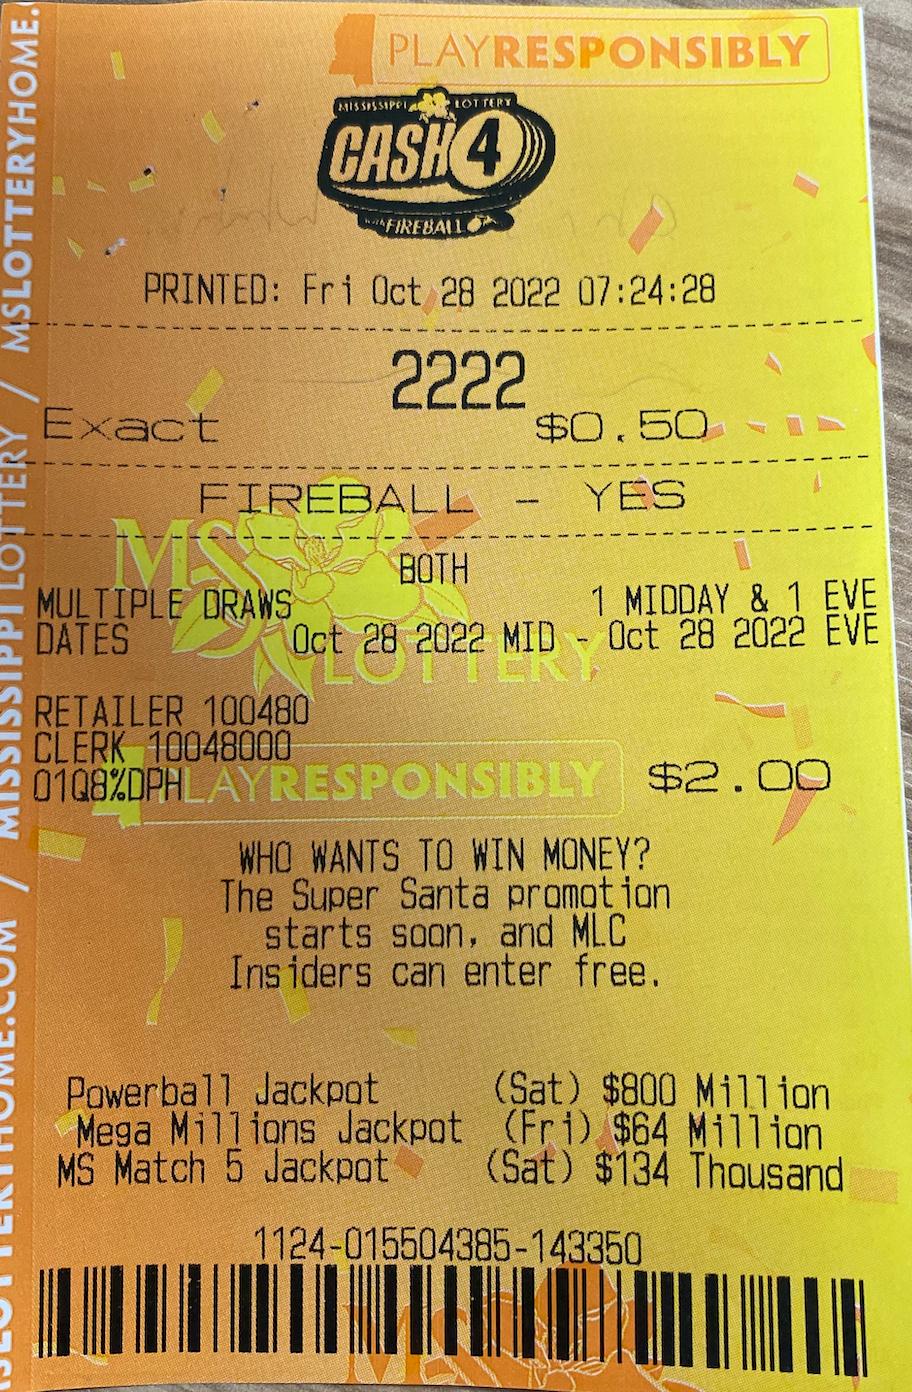 PLAYRESPONSIBLY
MISSISSIPPI LOTTERY
CASH 4
WITH FIREBALL
PRINTED: Fri Oct 28 2022 07:24:28
2222
Exact $0.50
FIREBALL - YES
BOTH
MULTIPLE DRAWS 1 MIDDAY & 1 EVE
DATES Oct 28 2022 MID - Oct 28 2022 EVE
MS LOTTERY
RETAILER 100480
CLERK 10048000
01Q8%DPH $2.00
PLAYRESPONSIBLY
WHO WANTS TO WIN MONEY?
The Super Santa promotion
starts soon, and MLC
Insiders can enter free.
Powerball Jackpot (Sat) $800 Million
Mega Millions Jackpot (Fri) $64 Million
MS Match 5 Jackpot (Sat) $134 Thousand
1124-015504385-143350
MS
MSLOTTERYHOME.COM / MISSISSIPPI LOTTERY / MSLOTTERYHOME.